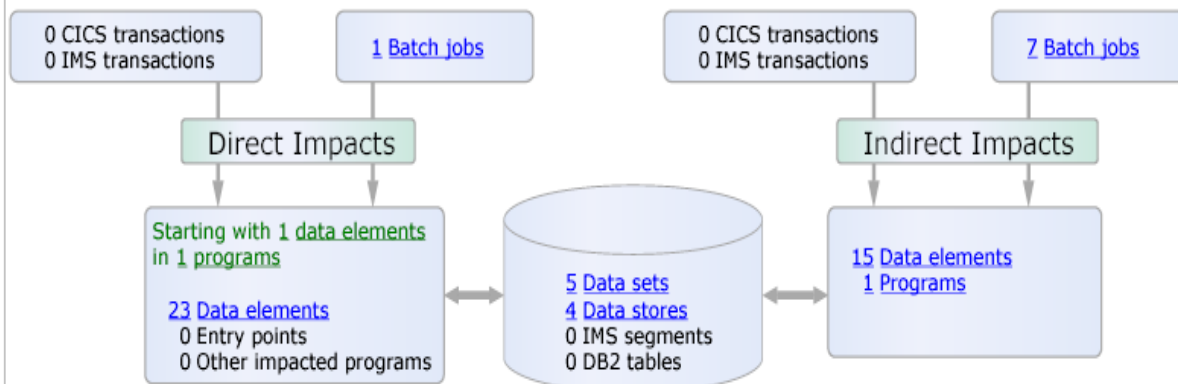 0 CICS transactions
0 IMS transactions
1 Batch jobs
0 CICS transactions
0 IMS transactions
7 Batch jobs
Direct Impacts
Indirect Impacts
Starting with 1 data elements
in 1 programs
23 Data elements
0 Entry points
0 Other impacted programs
5 Data sets
4 Data stores
0 IMS segments
0 DB2 tables
15 Data elements
1 Programs